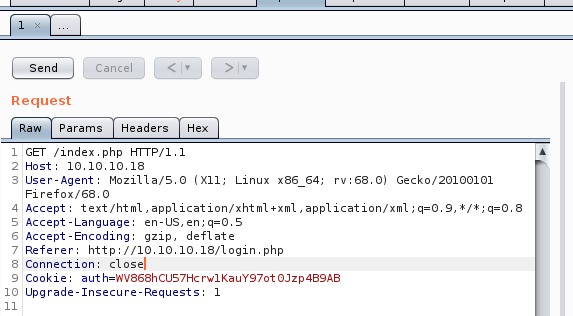 1 × ...
Send Cancel < | ▼ > | ▼
Request
Raw Params Headers Hex
1 GET /index.php HTTP/1.1
2 Host: 10.10.10.18
3 User-Agent: Mozilla/5.0 (X11; Linux x86_64; rv:68.0) Gecko/20100101
Firefox/68.0
4 Accept: text/html,application/xhtml+xml,application/xml;q=0.9,*/*;q=0.8
5 Accept-Language: en-US,en;q=0.5
6 Accept-Encoding: gzip, deflate
7 Referer: http://10.10.10.18/login.php
8 Connection: close
9 Cookie: auth=WV868hCU57Hcrw1KauY97ot0Jzp4B9AB
10 Upgrade-Insecure-Requests: 1
11